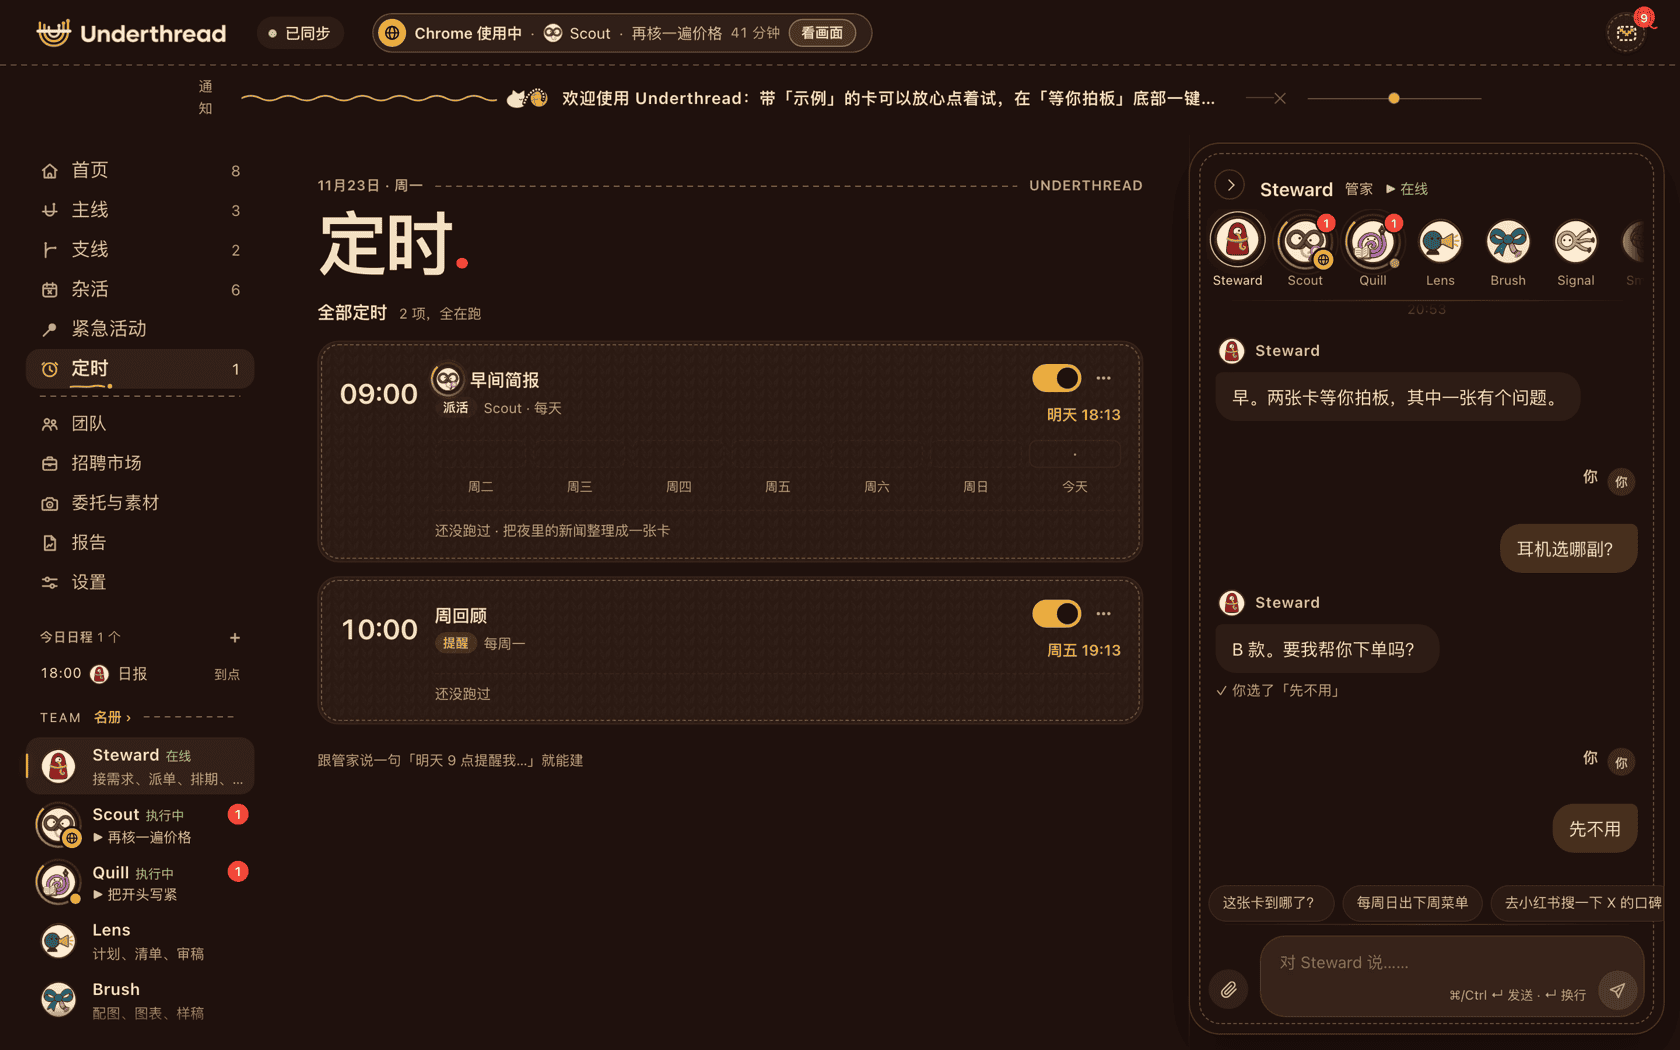 Underthread
已同步
Chrome 使用中 · Scout · 再核一遍价格 41 分钟 看画面
9
通知
欢迎使用 Underthread：带「示例」的卡可以放心点着试，在「等你拍板」底部一键...
首页 8
主线 3
支线 2
杂活 6
紧急活动
定时 1
团队
招聘市场
委托与素材
报告
设置
今日日程 1 个 +
18:00 日报 到点
TEAM 名册 ›
Steward 在线
接需求、派单、排期、...
Scout 执行中 1
再核一遍价格
Quill 执行中 1
把开头写紧
Lens
计划、清单、审稿
Brush
配图、图表、样稿
11月23日 · 周一 UNDERTHREAD
定时.
全部定时 2 项，全在跑
09:00 早间简报
派活 Scout · 每天
明天 18:13
周二 周三 周四 周五 周六 周日 今天
还没跑过 · 把夜里的新闻整理成一张卡
10:00 周回顾
提醒 每周一
周五 19:13
还没跑过
跟管家说一句「明天 9 点提醒我...」就能建
Steward 管家 在线
1 1
Steward Scout Quill Lens Brush Signal Sm
20:53
Steward
早。两张卡等你拍板，其中一张有个问题。
你 你
耳机选哪副？
Steward
B 款。要我帮你下单吗？
✓ 你选了「先不用」
你 你
先不用
这张卡到哪了？ 每周日出下周菜单 去小红书搜一下 X 的口碑
对 Steward 说……
⌘/Ctrl ↵ 发送 · ↵ 换行